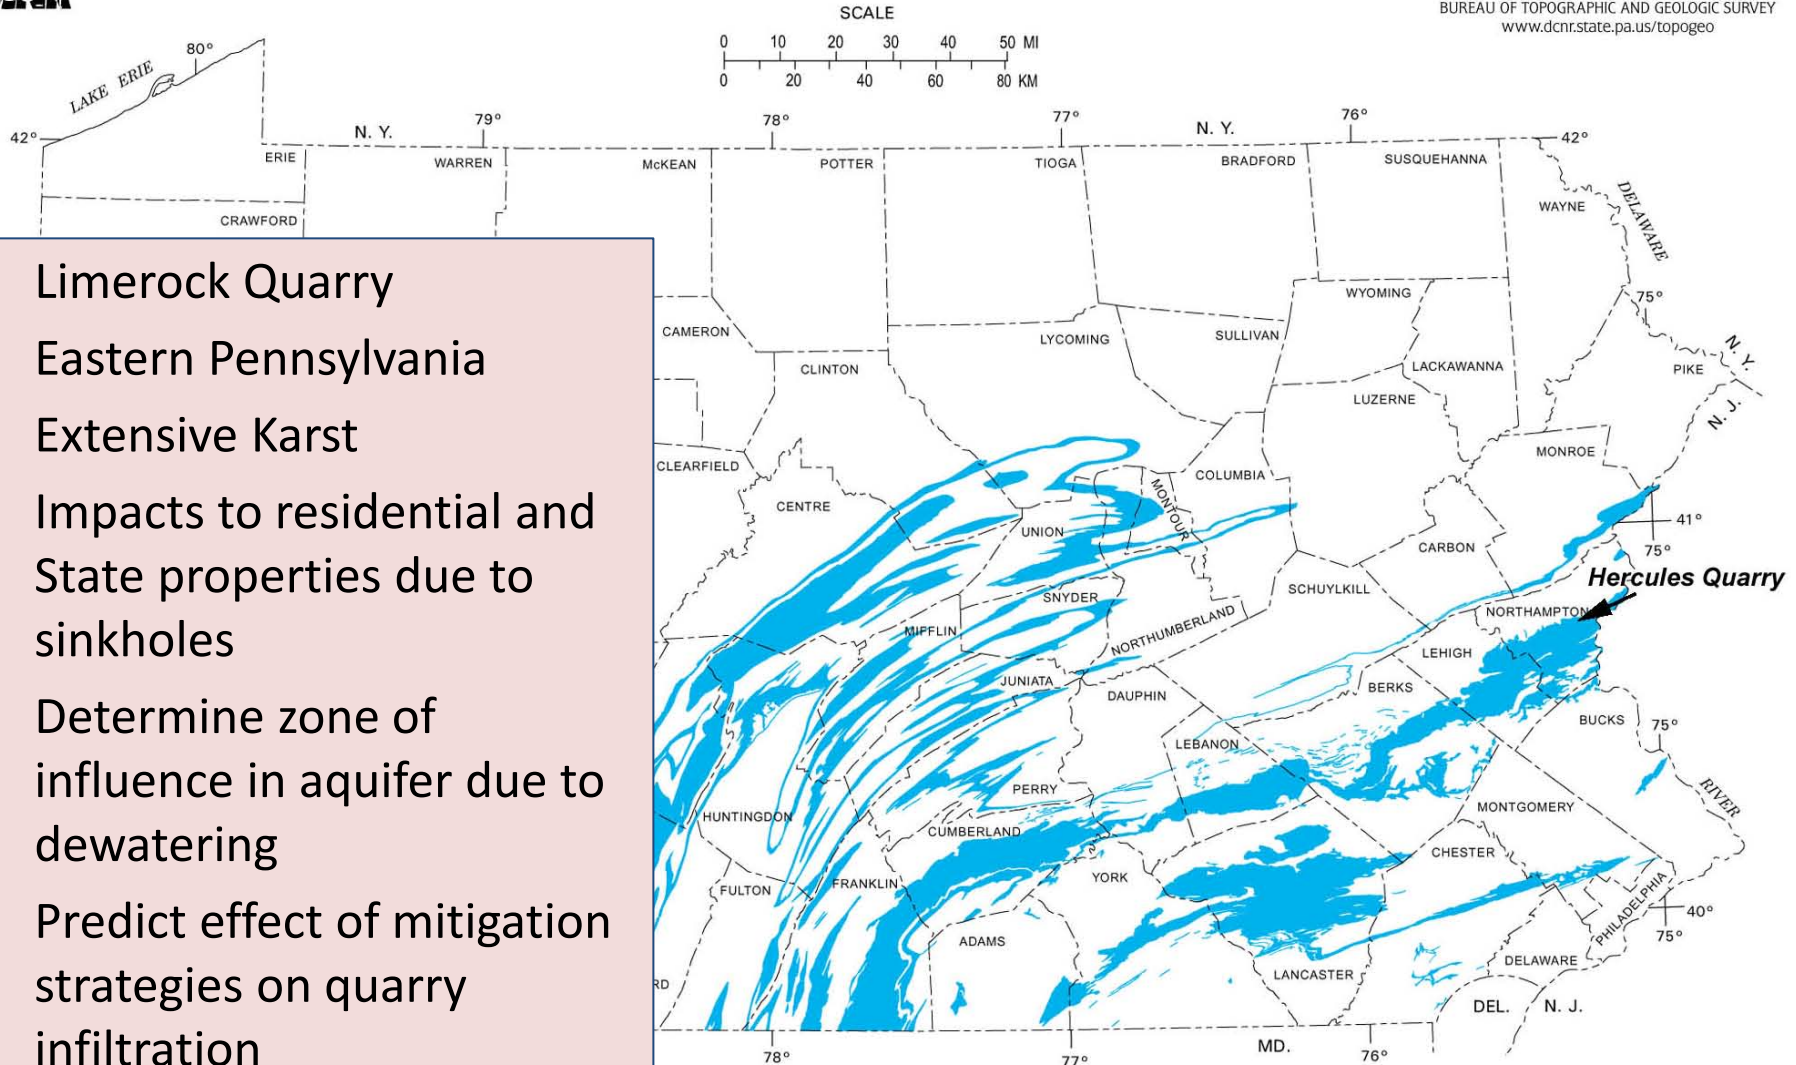 SCALE
0 10 20 30 40 50 MI
0 20 40 60 80 KM
BUREAU OF TOPOGRAPHIC AND GEOLOGIC SURVEY
www.dcnr.state.pa.us/topogeo
LAKE ERIE
80°
42°
79°
N. Y.
78°
77°
N. Y.
76°
42°
ERIE
WARREN
McKEAN
POTTER
TIOGA
BRADFORD
SUSQUEHANNA
WAYNE
DELAWARE
CRAWFORD
Limerock Quarry
Eastern Pennsylvania
Extensive Karst
Impacts to residential and
State properties due to
sinkholes
Determine zone of
influence in aquifer due to
dewatering
Predict effect of mitigation
strategies on quarry
infiltration
CAMERON
LYCOMING
SULLIVAN
WYOMING
75°
CLINTON
LACKAWANNA
PIKE
N. Y.
N. J.
LUZERNE
CLEARFIELD
CENTRE
COLUMBIA
MONROE
MONTOUR
UNION
41°
75°
CARBON
Hercules Quarry
SNYDER
SCHUYLKILL
NORTHAMPTON
MIFFLIN
NORTHUMBERLAND
LEHIGH
JUNIATA
DAUPHIN
BERKS
BUCKS
75°
LEBANON
HUNTINGDON
PERRY
MONTGOMERY
RIVER
CUMBERLAND
CHESTER
FULTON
FRANKLIN
YORK
PHILADELPHIA
40°
75°
ADAMS
LANCASTER
DELAWARE
RD
DEL.
N. J.
MD.
78°
77°
76°